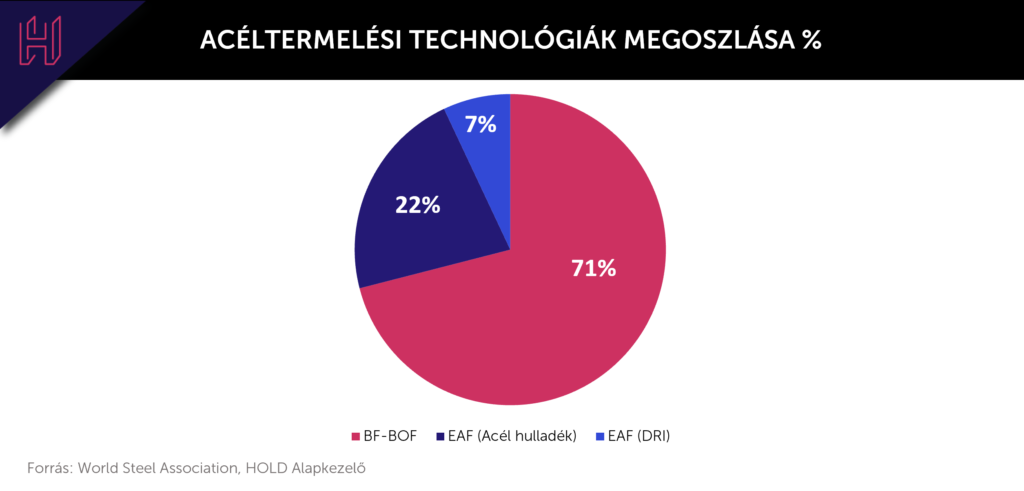 ACÉLTERMELÉSI TECHNOLÓGIÁK MEGOSZLÁSA %
7%
22%
71%
BF-BOF EAF (Acél hulladék) EAF (DRI)
Forrás: World Steel Association, HOLD Alapkezelő